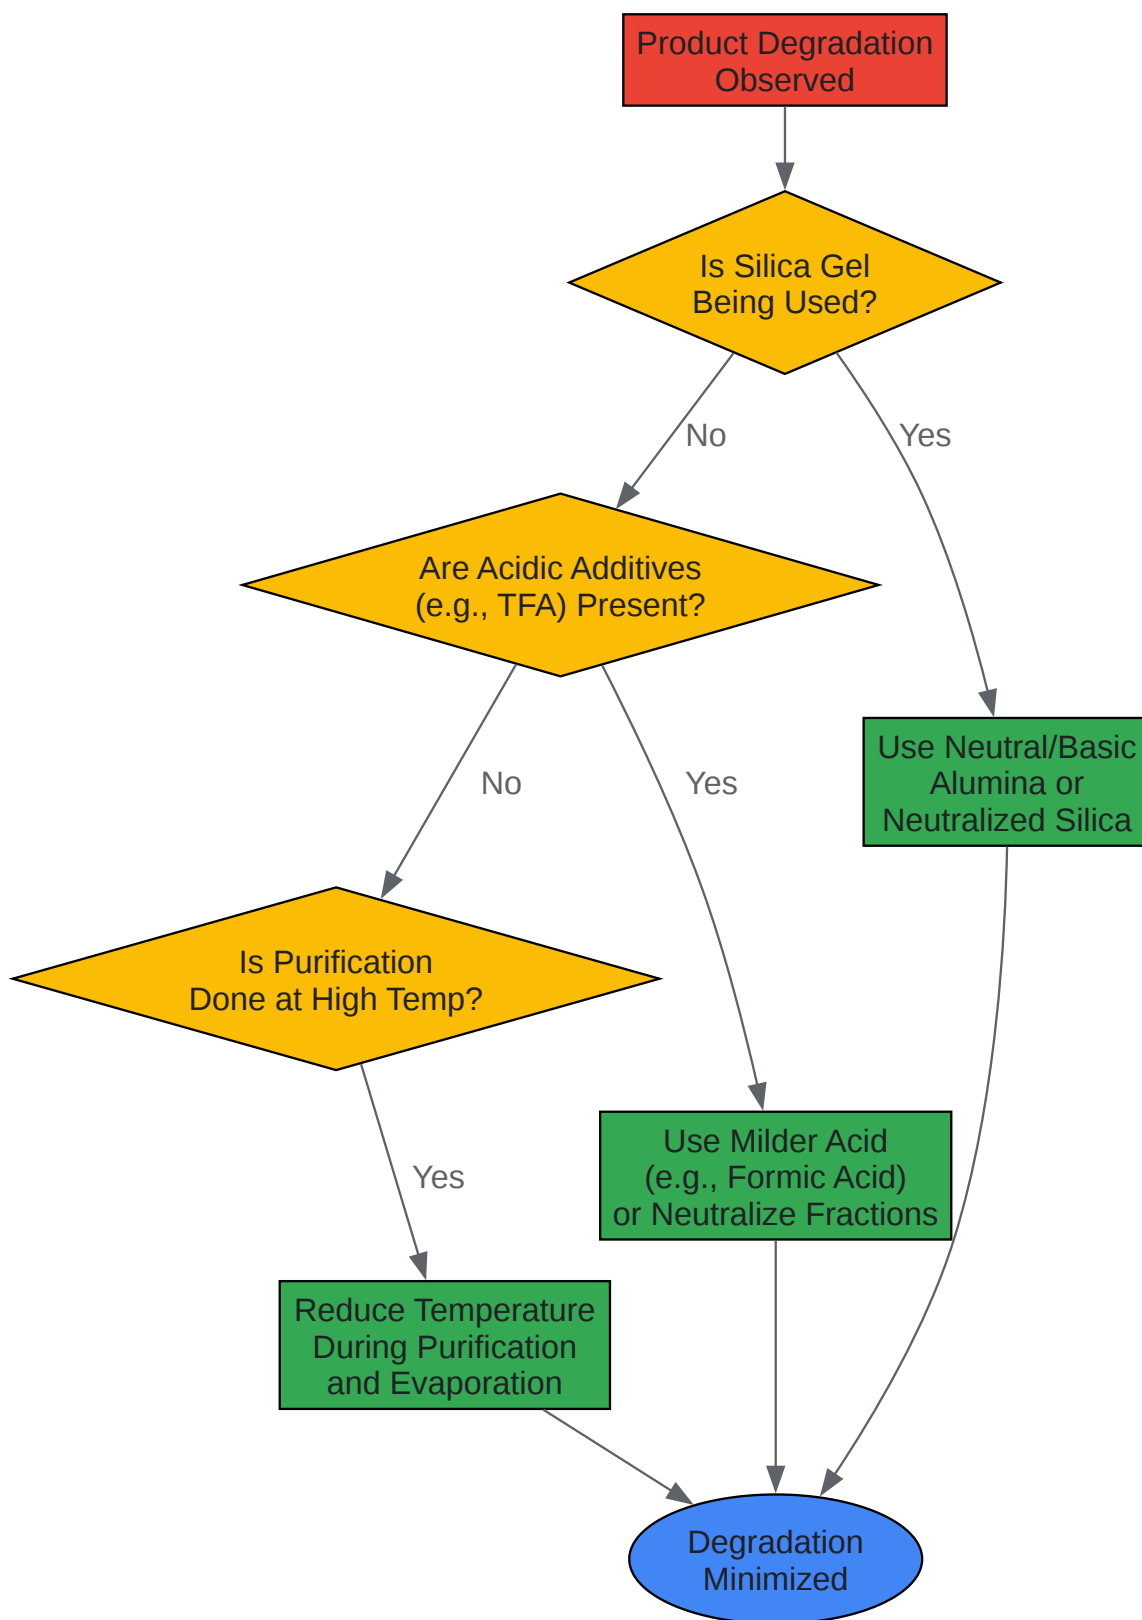 Product Degradation
Observed
Is Silica Gel
Being Used?
No
Yes
Are Acidic Additives
(e.g., TFA) Present?
Use Neutral/Basic
Alumina or
Neutralized Silica
No
Yes
Is Purification
Done at High Temp?
Use Milder Acid
(e.g., Formic Acid)
or Neutralize Fractions
Yes
Reduce Temperature
During Purification
and Evaporation
Degradation
Minimized